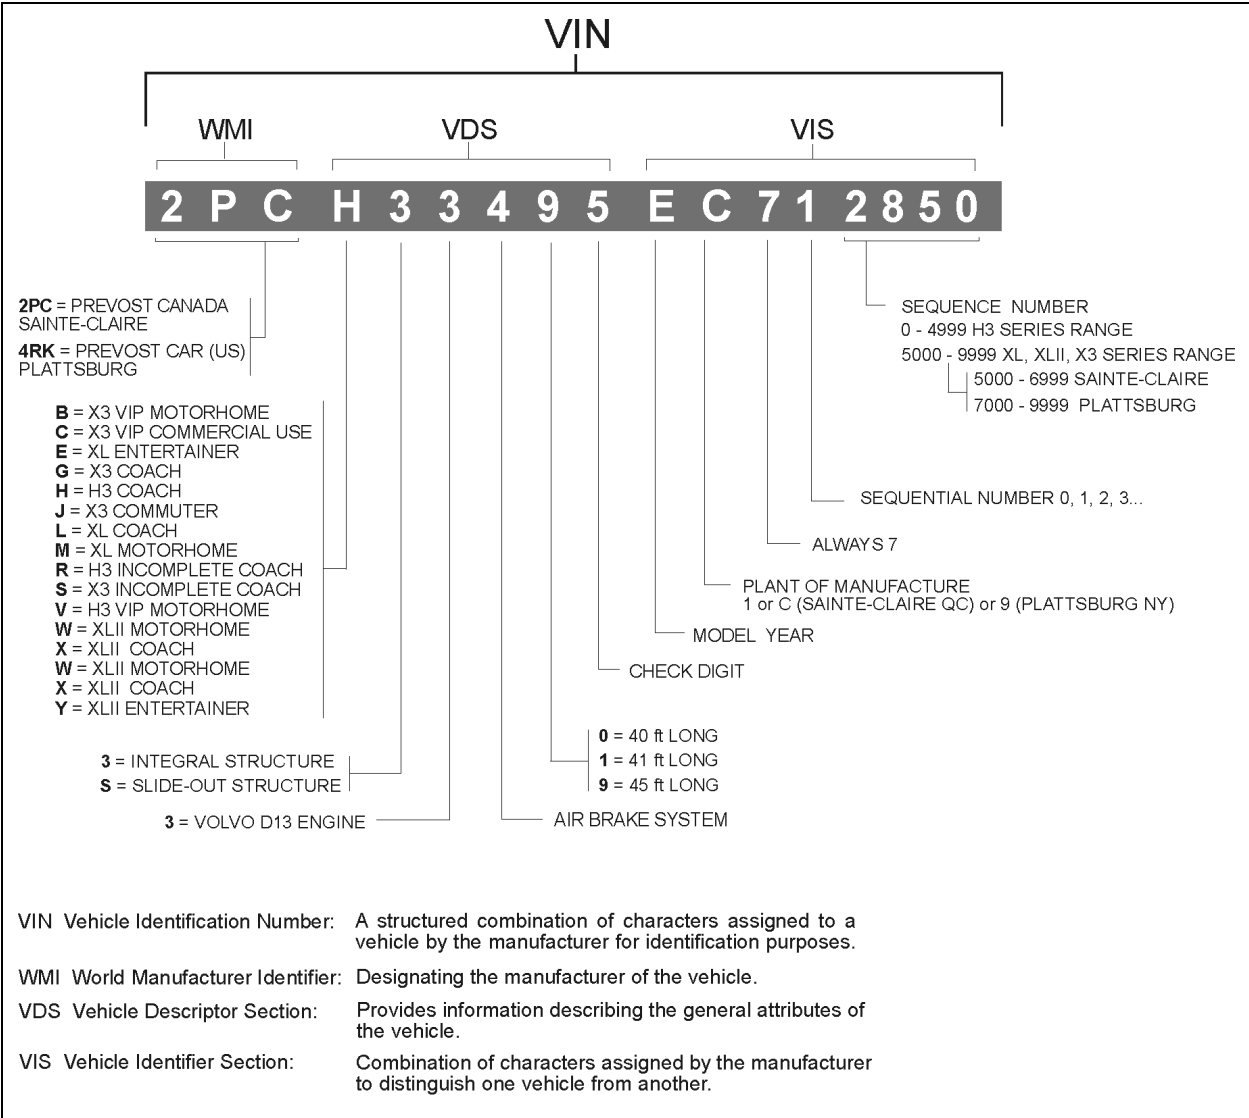 VIN
WMI
VDS
VIS
2 P C H 3 3 4 9 5 E C 7 1 2 8 5 0
2PC = PREVOST CANADA
SAINTE-CLAIRE
4RK = PREVOST CAR (US)
PLATTSBURG
B = X3 VIP MOTORHOME
C = X3 VIP COMMERCIAL USE
E = XL ENTERTAINER
G = X3 COACH
H = H3 COACH
J = X3 COMMUTER
L = XL COACH
M = XL MOTORHOME
R = H3 INCOMPLETE COACH
S = X3 INCOMPLETE COACH
V = H3 VIP MOTORHOME
W = XLII MOTORHOME
X = XLII COACH
W = XLII MOTORHOME
X = XLII COACH
Y = XLII ENTERTAINER
3 = INTEGRAL STRUCTURE
S = SLIDE-OUT STRUCTURE
3 = VOLVO D13 ENGINE
AIR BRAKE SYSTEM
0 = 40 ft LONG
1 = 41 ft LONG
9 = 45 ft LONG
CHECK DIGIT
MODEL YEAR
PLANT OF MANUFACTURE
1 or C (SAINTE-CLAIRE QC) or 9 (PLATTSBURG NY)
ALWAYS 7
SEQUENTIAL NUMBER 0, 1, 2, 3...
SEQUENCE NUMBER
0 - 4999 H3 SERIES RANGE
5000 - 9999 XL, XLII, X3 SERIES RANGE
5000 - 6999 SAINTE-CLAIRE
7000 - 9999 PLATTSBURG
VIN Vehicle Identification Number: A structured combination of characters assigned to a
vehicle by the manufacturer for identification purposes.
WMI World Manufacturer Identifier: Designating the manufacturer of the vehicle.
VDS Vehicle Descriptor Section: Provides information describing the general attributes of
the vehicle.
VIS Vehicle Identifier Section: Combination of characters assigned by the manufacturer
to distinguish one vehicle from another.